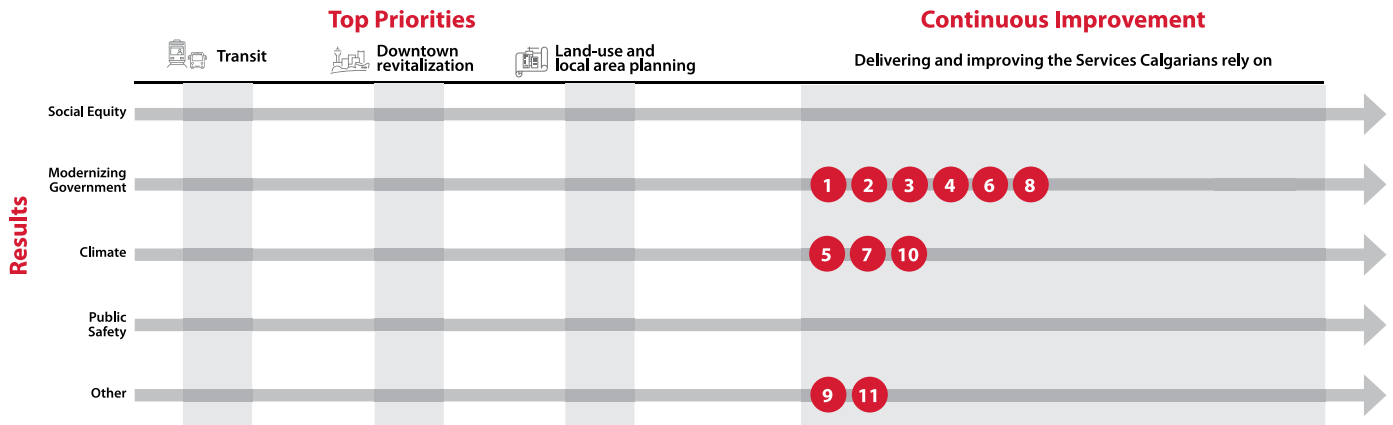 Top Priorities
Continuous Improvement
Transit
Downtown
revitalization
Land-use and
local area planning
Delivering and improving the Services Calgarians rely on
Results
Social Equity
Modernizing
Government
1 2 3 4 6 8
Climate
5 7 10
Public
Safety
Other
9 11